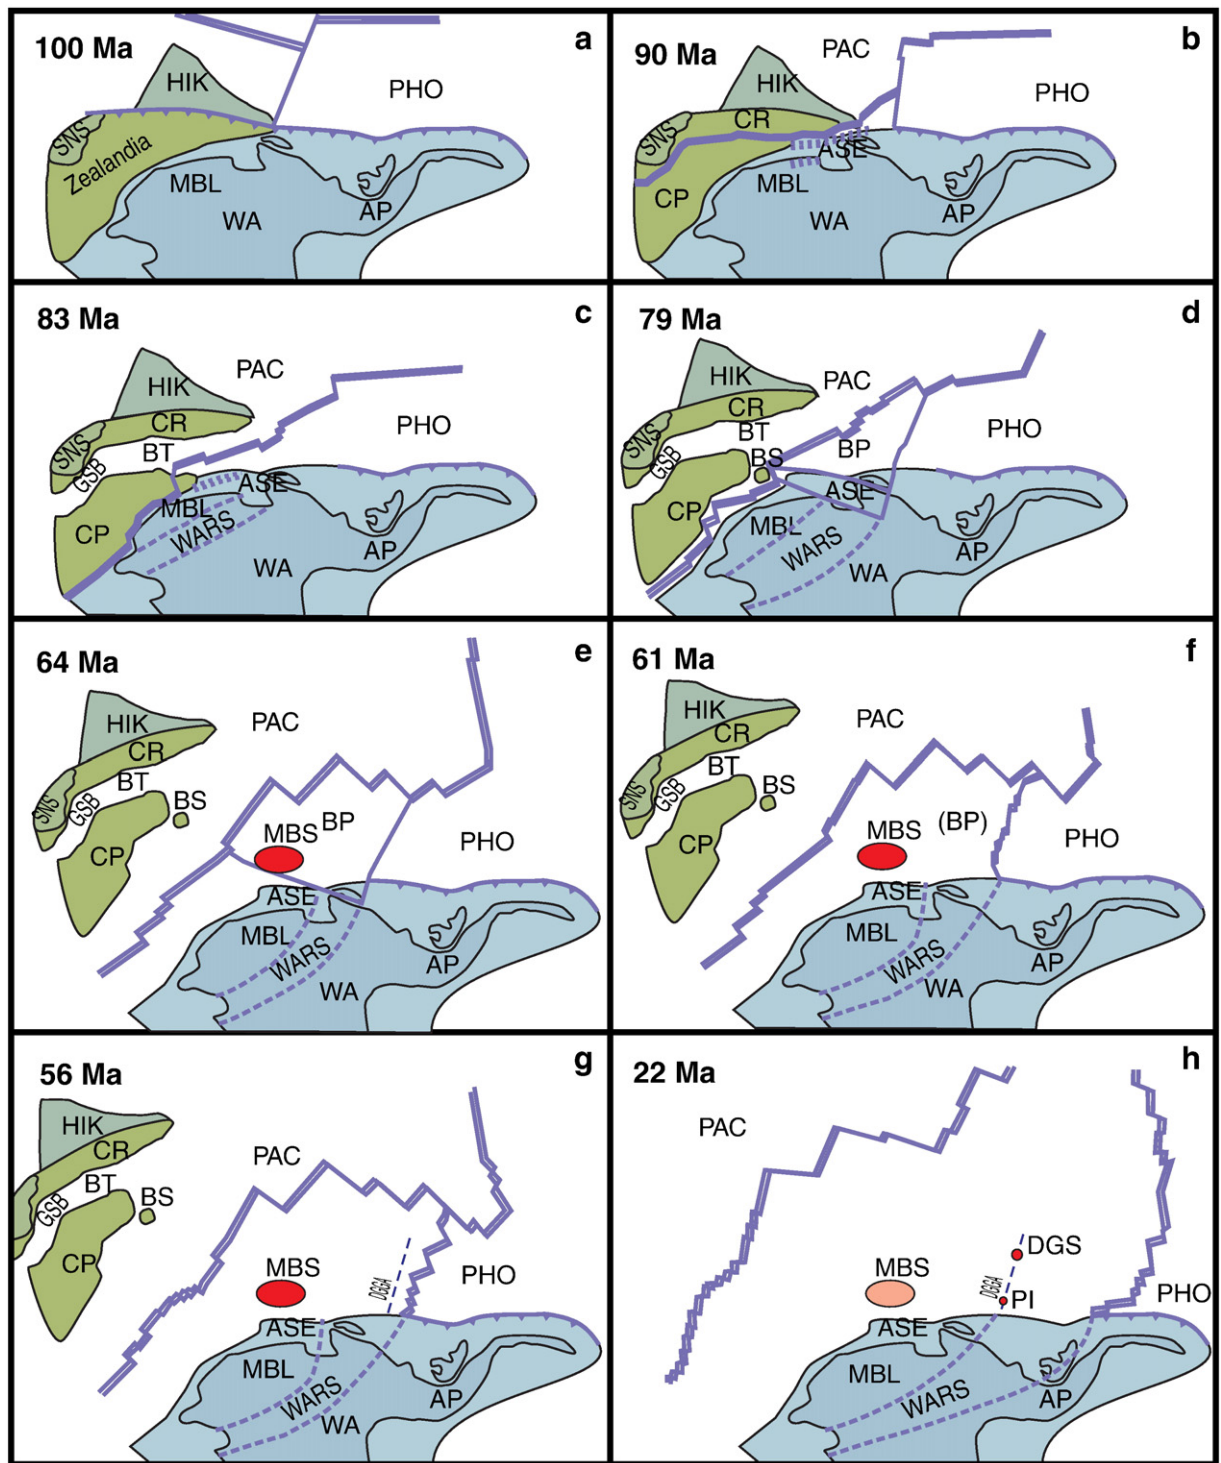 100 Ma
a
HIK
PHO
SNS
Zealandia
MBL
WA
AP
90 Ma
b
PAC
HIK
PHO
CR
SNS
ASE
MBL
CP
WA
AP
83 Ma
c
PAC
HIK
CR
PHO
SNS
BT
GSB
ASE
MBL
CP
WARS
AP
WA
79 Ma
d
HIK
PAC
CR
PHO
SNS
BT
BP
GSB
BS
ASE
CP
MBL
WARS
AP
WA
64 Ma
e
HIK
PAC
CR
BT
SNS
GSB
BS
BP
MBS
PHO
CP
ASE
MBL
WARS
AP
WA
61 Ma
f
HIK
PAC
CR
BT
SNS
GSB
BS
MBS
(BP)
PHO
CP
ASE
MBL
WARS
AP
WA
56 Ma
g
HIK
CR
PAC
BT
BS
GSB
CP
MBS
DGGA
PHO
ASE
MBL
WARS
AP
WA
22 Ma
h
PAC
DGS
MBS
DGGA
PI
PHO
ASE
MBL
WARS
AP